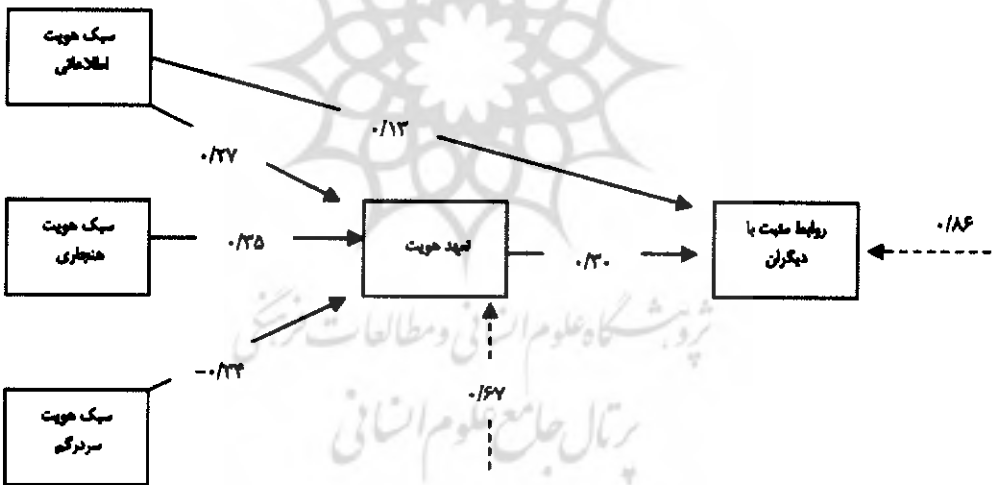 سبک هویت
اطلاعاتی
۰/۱۳
۰/۲۷
سبک هویت
هنجاری
۰/۳۵
تعهد هویت
۰/۳۰
روابط مثبت با
دیگران
۰/۸۶
پژوهشگاه علوم انسانی و مطالعات فرهنگی
-۰/۳۴
۰/۶۷
سبک هویت
سردرگم
پرتال جامع علوم انسانی